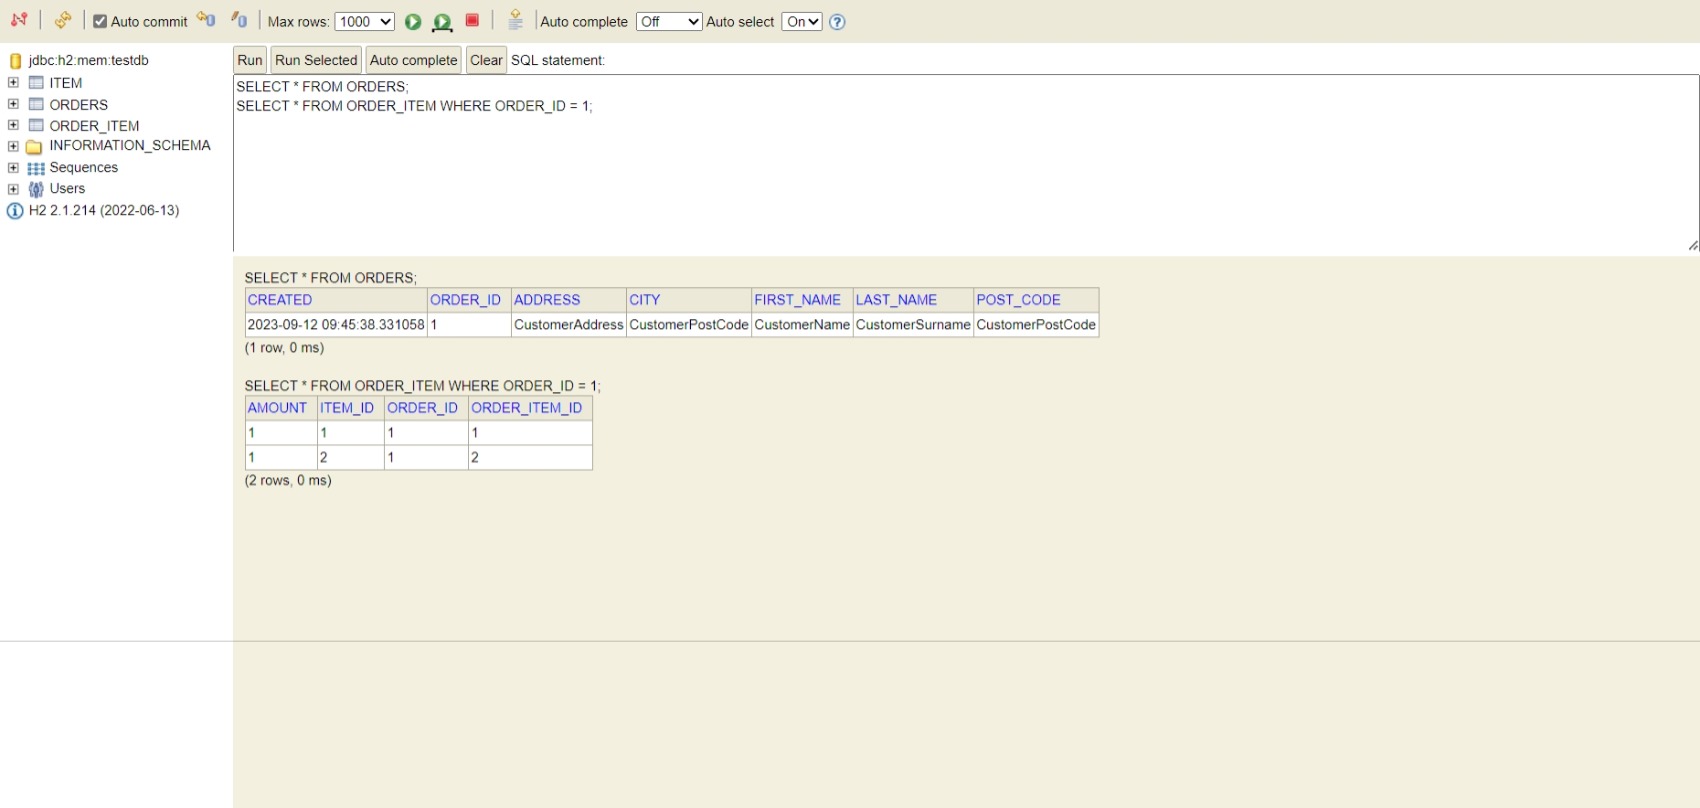 Auto commit Max rows: 1000 Auto complete Off Auto select On
jdbc:h2:mem:testdb
ITEM
ORDERS
ORDER_ITEM
INFORMATION_SCHEMA
Sequences
Users
H2 2.1.214 (2022-06-13)
Run Run Selected Auto complete Clear SQL statement:
SELECT * FROM ORDERS;
SELECT * FROM ORDER_ITEM WHERE ORDER_ID = 1;
SELECT * FROM ORDERS;
CREATED ORDER_ID ADDRESS CITY FIRST_NAME LAST_NAME POST_CODE
2023-09-12 09:45:38.331058 1 CustomerAddress CustomerPostCode CustomerName CustomerSurname CustomerPostCode
(1 row, 0 ms)
SELECT * FROM ORDER_ITEM WHERE ORDER_ID = 1;
AMOUNT ITEM_ID ORDER_ID ORDER_ITEM_ID
1 1 1 1
1 2 1 2
(2 rows, 0 ms)